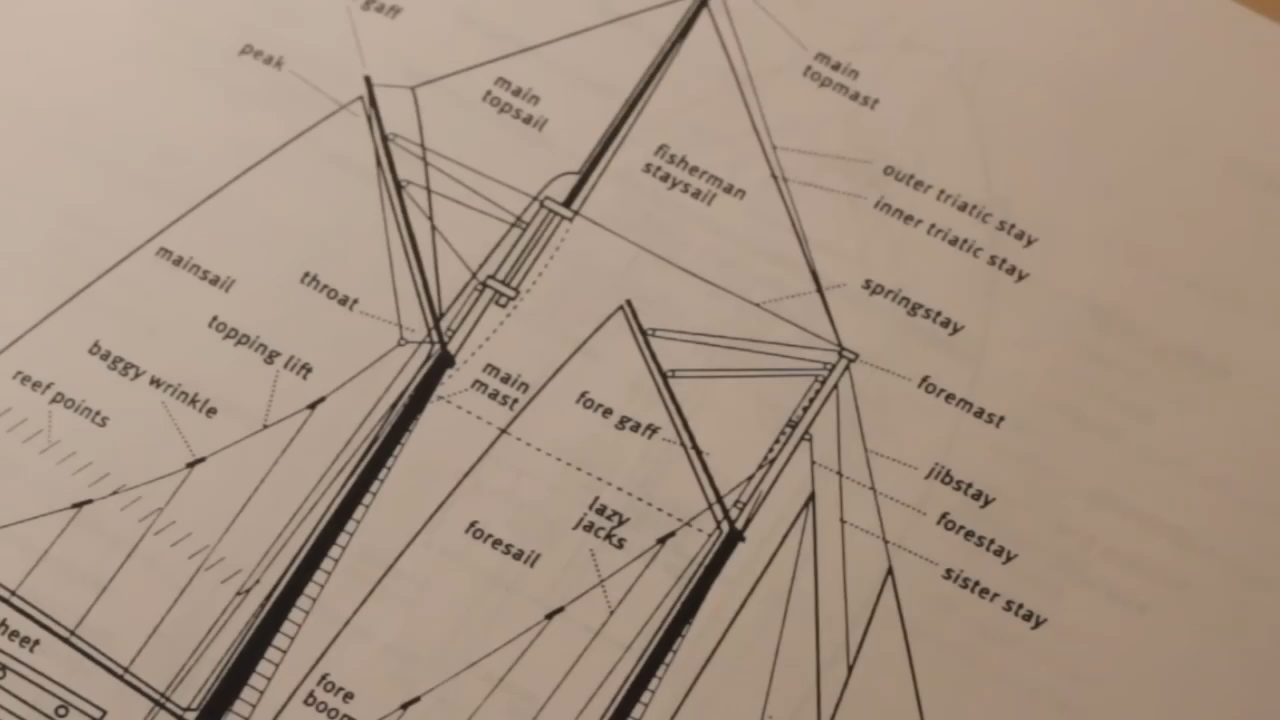 gaff
peak
main
topsail
main
topmast
fisherman
staysail
outer triatic stay
inner triatic stay
mainsail
throat
springstay
topping lift
baggy wrinkle
reef points
main
mast
fore gaff
foremast
jibstay
lazy
jacks
foresail
forestay
sister stay
fore
boom
heet